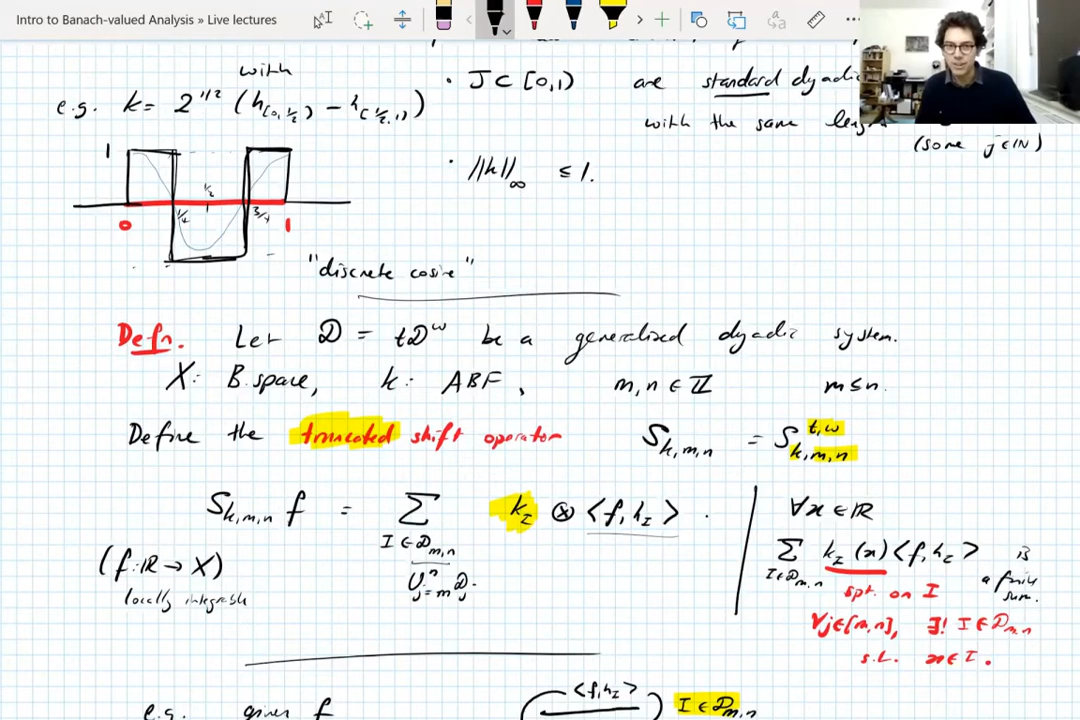 Intro to Banach-valued Analysis » Live lectures
with
e.g. k = 2^{1/2} (h_{[0,1/2)} - h_{[1/2,1)})
1
1/2
1/4
3/4
0
1
"discrete cosine"
· J ⊂ [0,1) are standard dyadic
with the same length
(some j∈ℕ)
· ||k||_∞ ≤ 1.
Defn. Let 𝒟 = t𝒟^ω be a generalized dyadic system.
X: B. space, k: ABF, m,n ∈ ℤ m≤n.
Define the truncated shift operator S_{k,m,n} = S^{t,ω}_{k,m,n}
S_{k,m,n} f = ∑_{I∈𝒟_{m,n}} k_I ⊗ <f,h_I>.
⋃_{j=m}^n 𝒟_j.
(f: ℝ → X)
locally integrable
∀x∈ℝ
∑_{I∈𝒟_{m,n}} k_I(x) <f,h_I> is
a finite
sum.
spt. on I
∀j∈[m,n], ∃! I∈𝒟_{m,n}
s.t. x∈I.
e.g. given f <f,h_I> I∈𝒟_{m,n}